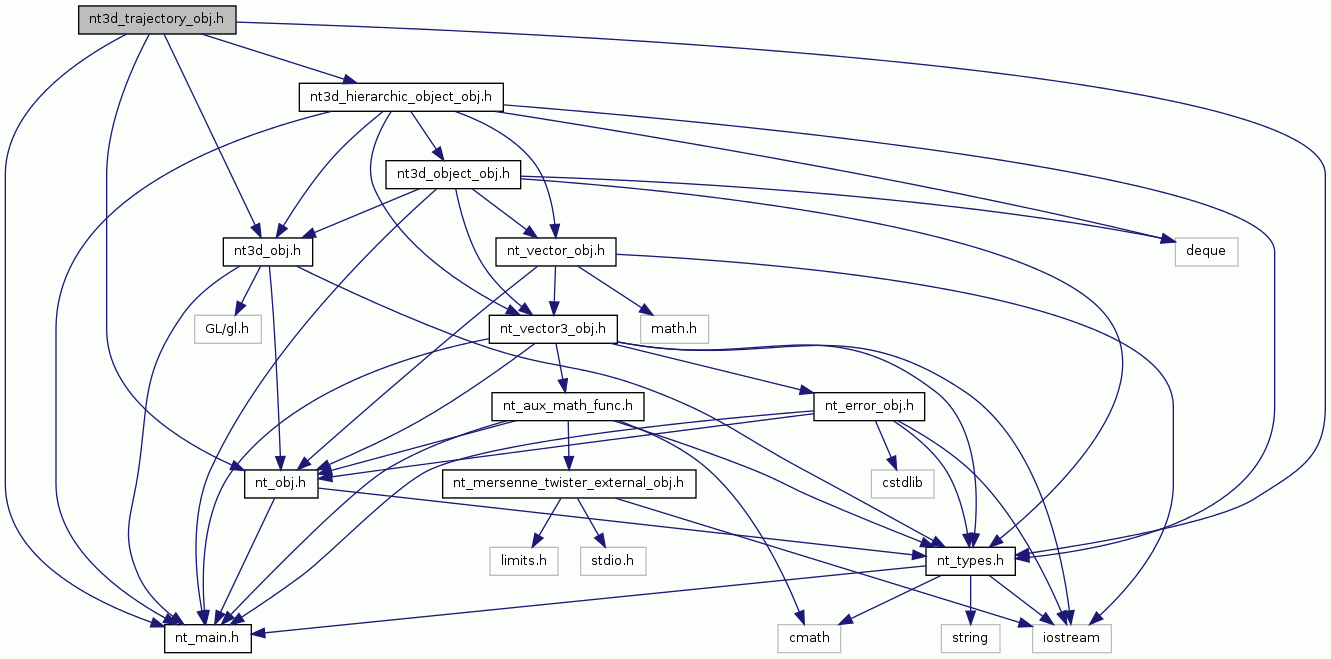 nt3d_trajectory_obj.h
nt3d_hierarchic_object_obj.h
nt3d_object_obj.h
nt3d_obj.h
nt_vector_obj.h
deque
GL/gl.h
nt_vector3_obj.h
math.h
nt_aux_math_func.h
nt_error_obj.h
nt_obj.h
nt_mersenne_twister_external_obj.h
cstdlib
limits.h
stdio.h
nt_types.h
nt_main.h
cmath
string
iostream